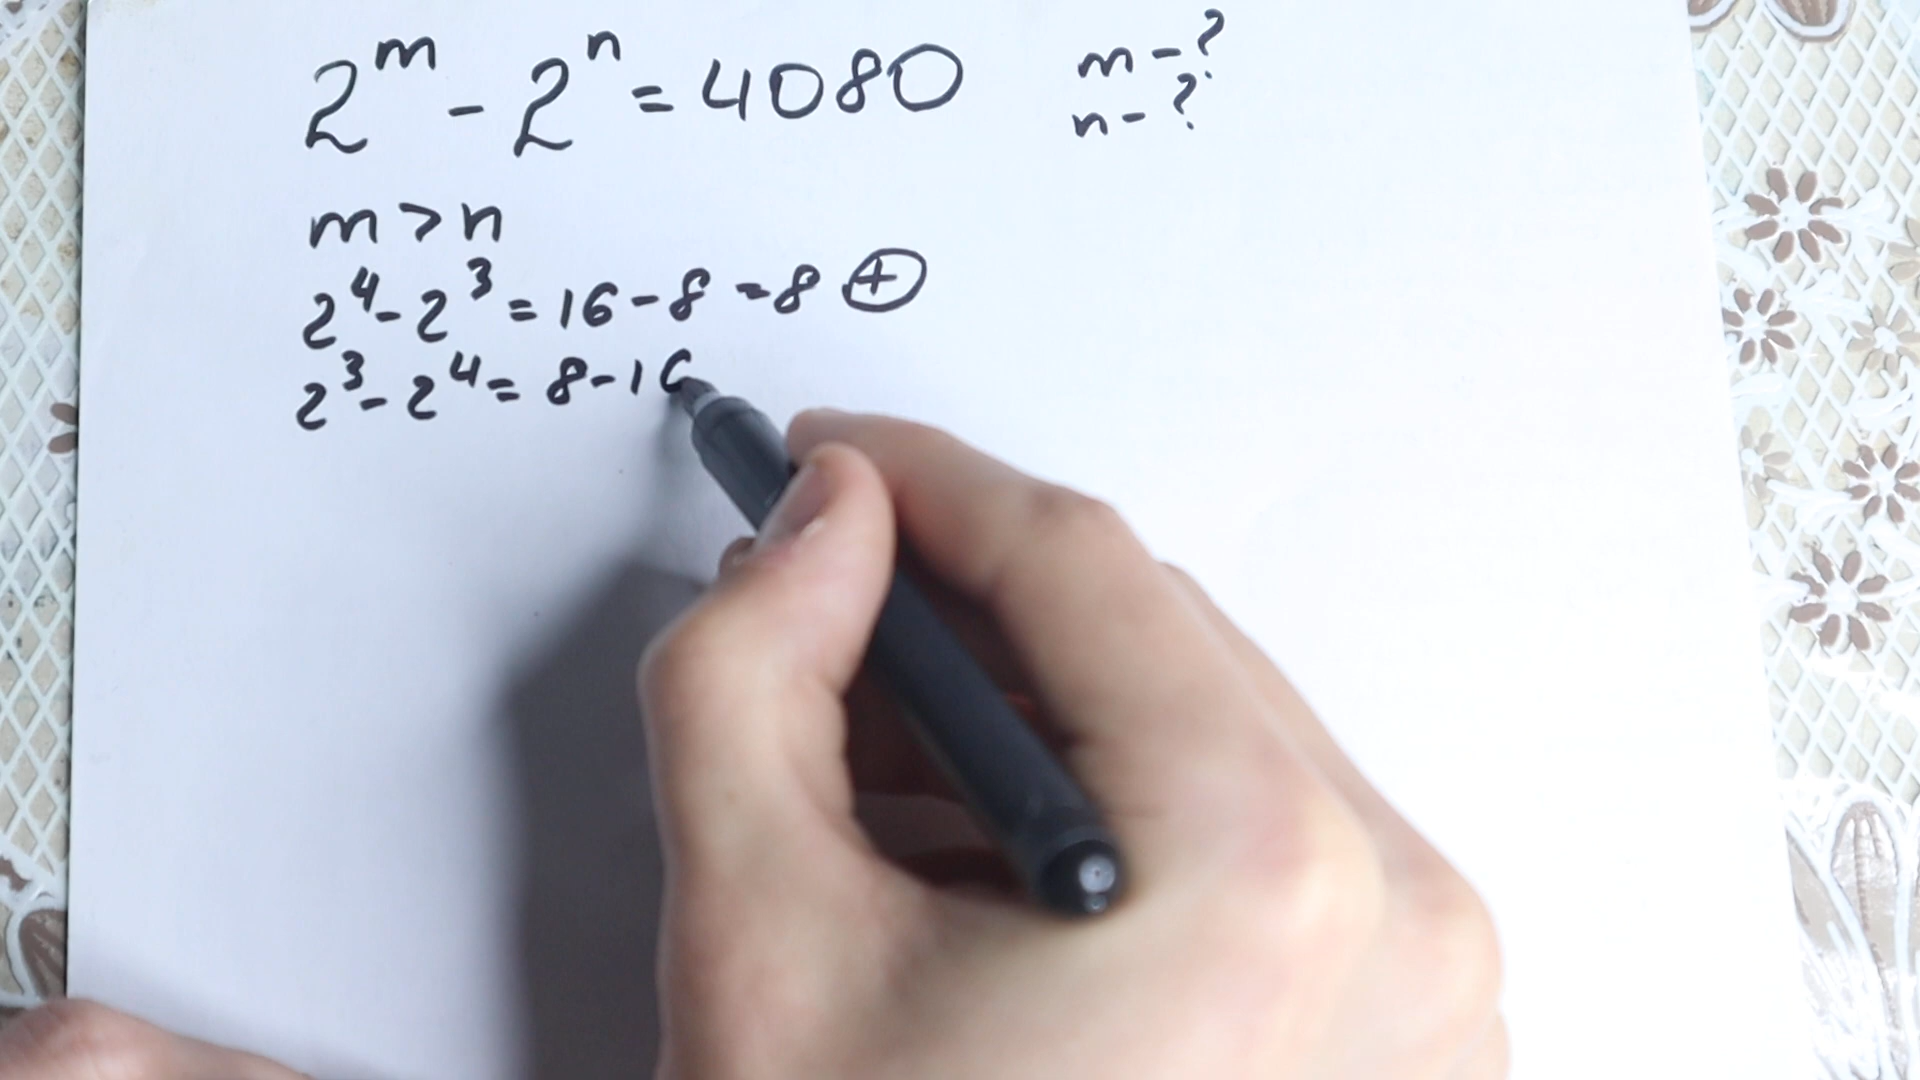 2^m - 2^n = 4080
m - ?
n - ?
m > n
2^4 - 2^3 = 16 - 8 = 8 ⊕
2^3 - 2^4 = 8 - 16